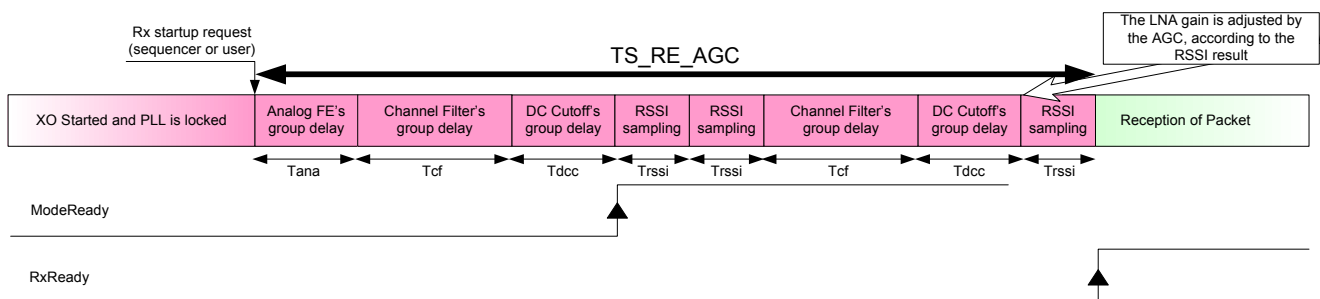 Rx startup request
(sequencer or user)
TS_RE_AGC
The LNA gain is adjusted by
the AGC, according to the
RSSI result
XO Started and PLL is locked
Analog FE's
group delay
Channel Filter's
group delay
DC Cutoff's
group delay
RSSI
sampling
RSSI
sampling
Channel Filter's
group delay
DC Cutoff's
group delay
RSSI
sampling
Reception of Packet
Tana
Tcf
Tdcc
Trssi
Trssi
Tcf
Tdcc
Trssi
ModeReady
RxReady